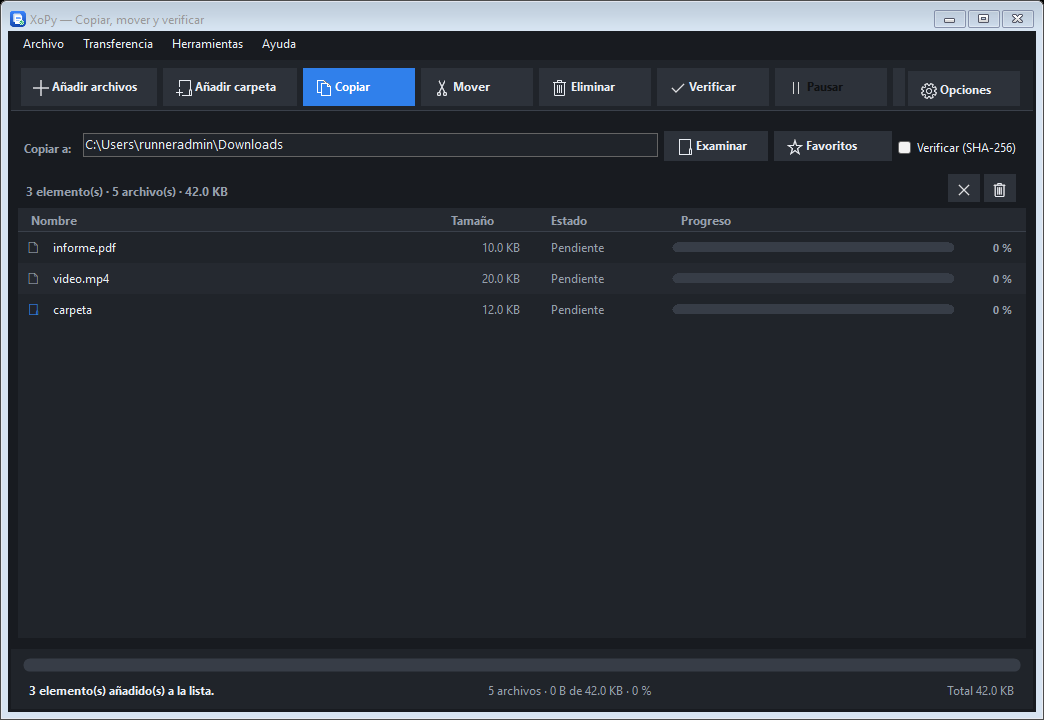 XoPy — Copiar, mover y verificar
Archivo Transferencia Herramientas Ayuda
Añadir archivos Añadir carpeta Copiar Mover Eliminar Verificar Pausar Opciones
Copiar a: C:\Users\runneradmin\Downloads Examinar Favoritos Verificar (SHA-256)
3 elemento(s) · 5 archivo(s) · 42.0 KB
Nombre Tamaño Estado Progreso
informe.pdf 10.0 KB Pendiente 0 %
video.mp4 20.0 KB Pendiente 0 %
carpeta 12.0 KB Pendiente 0 %
3 elemento(s) añadido(s) a la lista. 5 archivos · 0 B de 42.0 KB · 0 % Total 42.0 KB